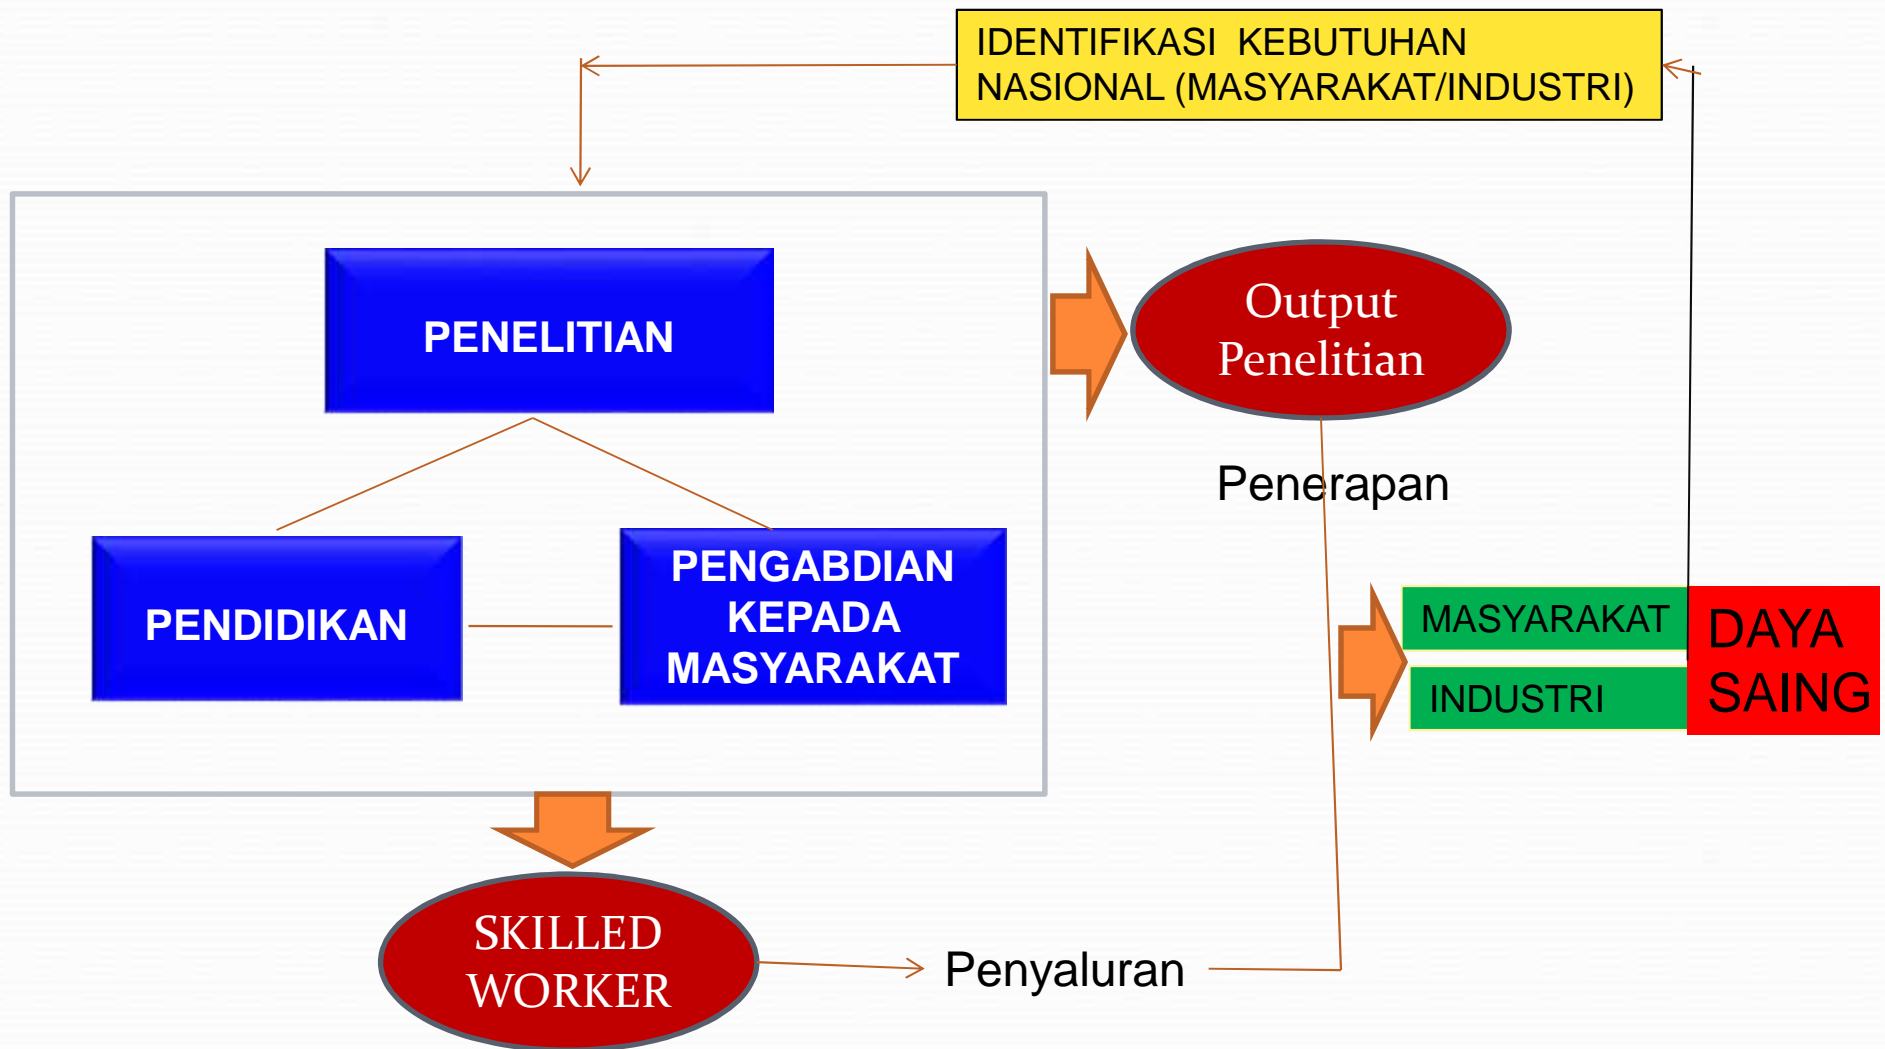 IDENTIFIKASI KEBUTUHAN
NASIONAL (MASYARAKAT/INDUSTRI)
PENELITIAN
Output
Penelitian
Penerapan
PENDIDIKAN
PENGABDIAN
KEPADA
MASYARAKAT
MASYARAKAT
INDUSTRI
DAYA
SAING
SKILLED
WORKER
Penyaluran